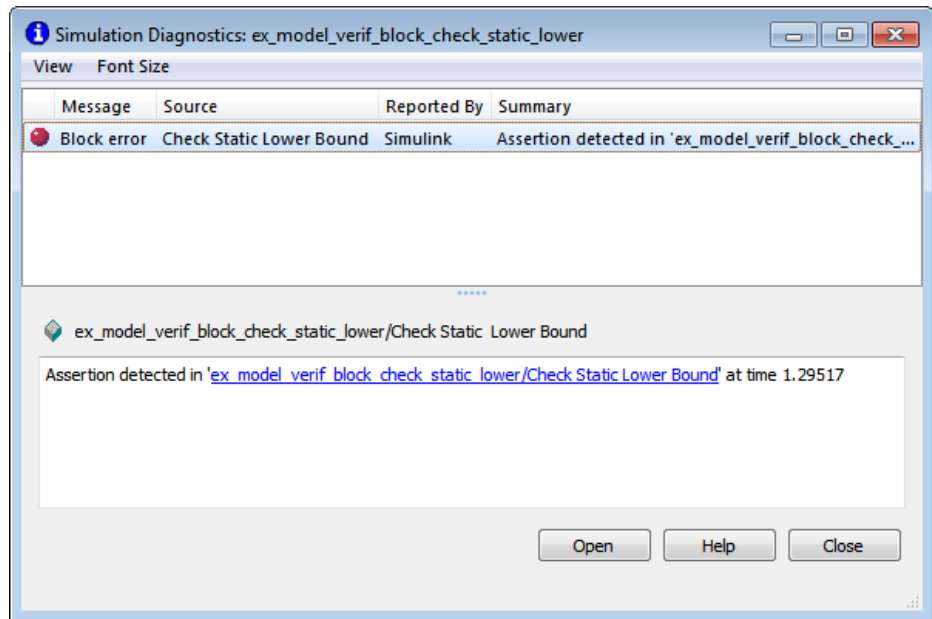 Simulation Diagnostics: ex_model_verif_block_check_static_lower
View Font Size
Message Source Reported By Summary
Block error Check Static Lower Bound Simulink Assertion detected in 'ex_model_verif_block_check_...
ex_model_verif_block_check_static_lower/Check Static Lower Bound
Assertion detected in 'ex_model_verif_block_check_static_lower/Check Static Lower Bound' at time 1.29517
Open Help Close